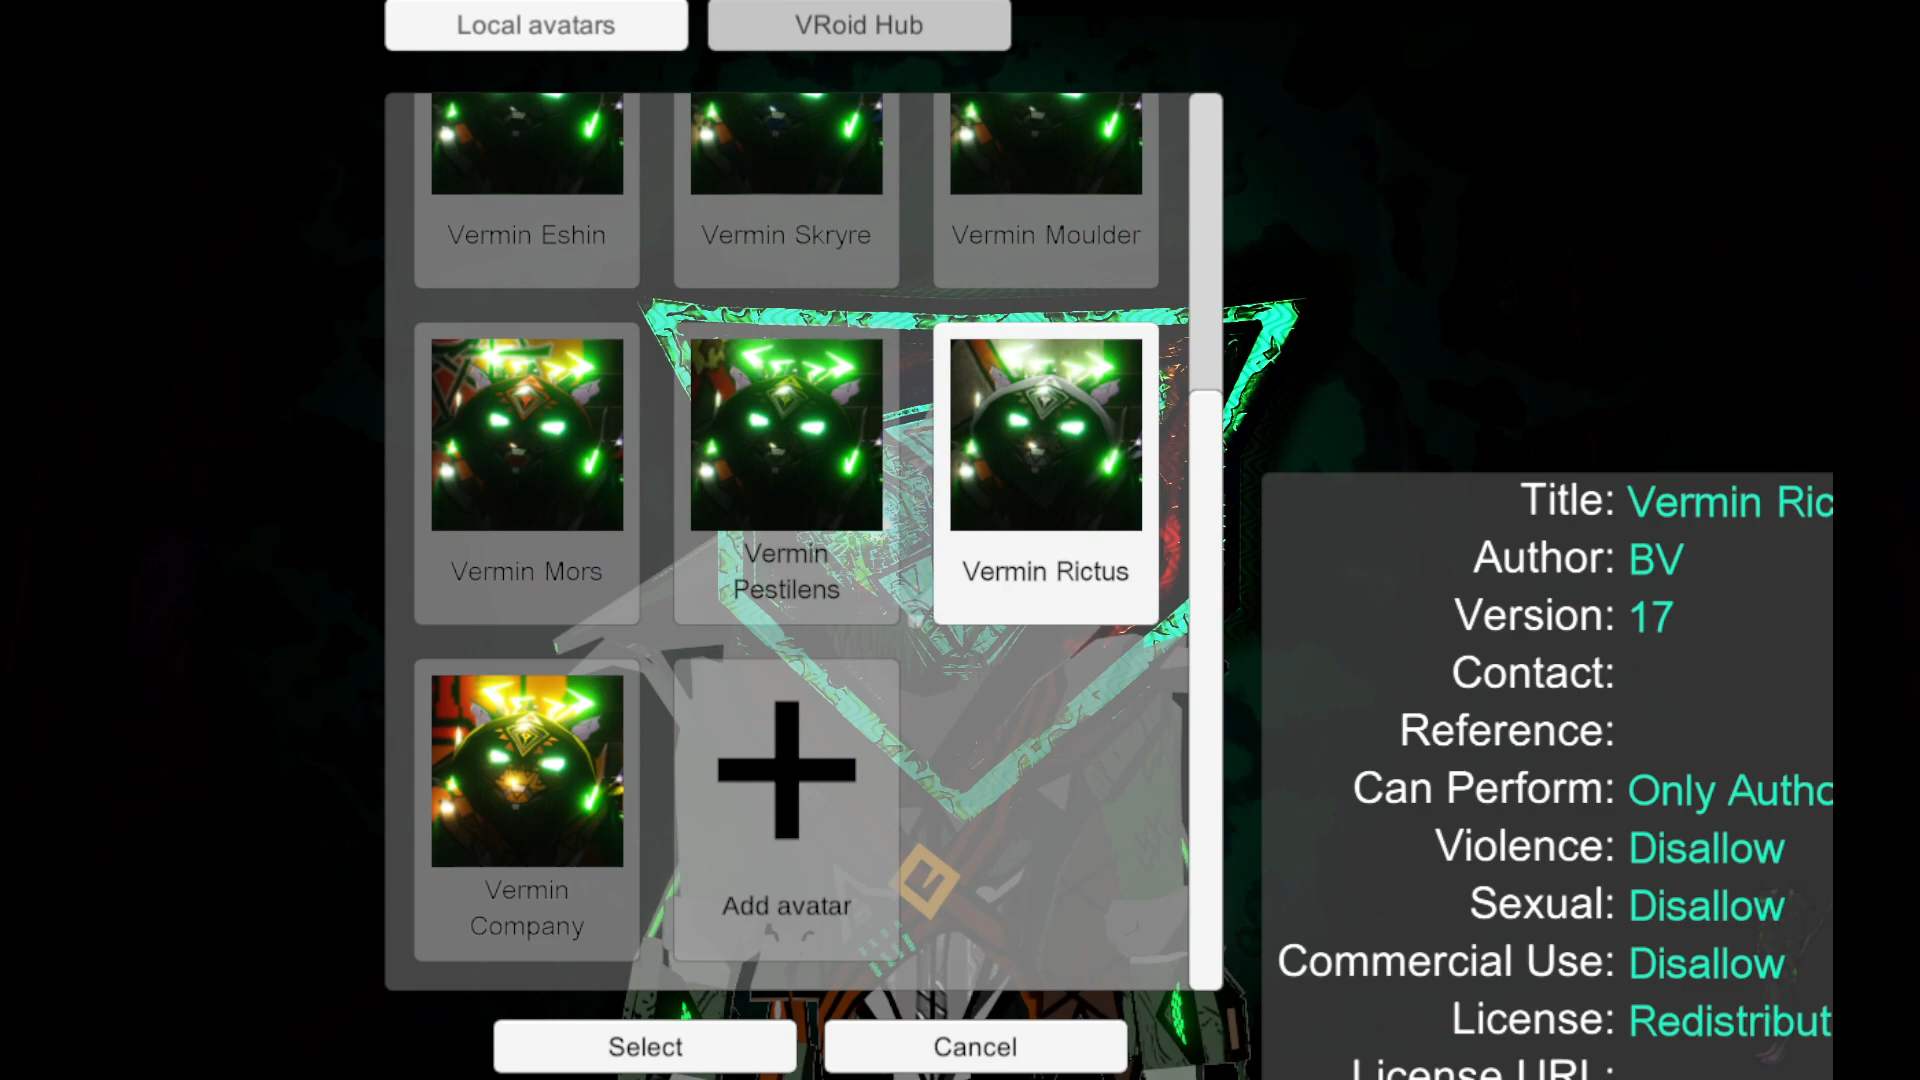 Local avatars
VRoid Hub
Vermin Eshin
Vermin Skryre
Vermin Moulder
Vermin Mors
Vermin
Pestilens
Vermin Rictus
Vermin
Company
Add avatar
Select
Cancel
Title: Vermin Ric
Author: BV
Version: 17
Contact:
Reference:
Can Perform: Only Autho
Violence: Disallow
Sexual: Disallow
Commercial Use: Disallow
License: Redistribut
License URL: